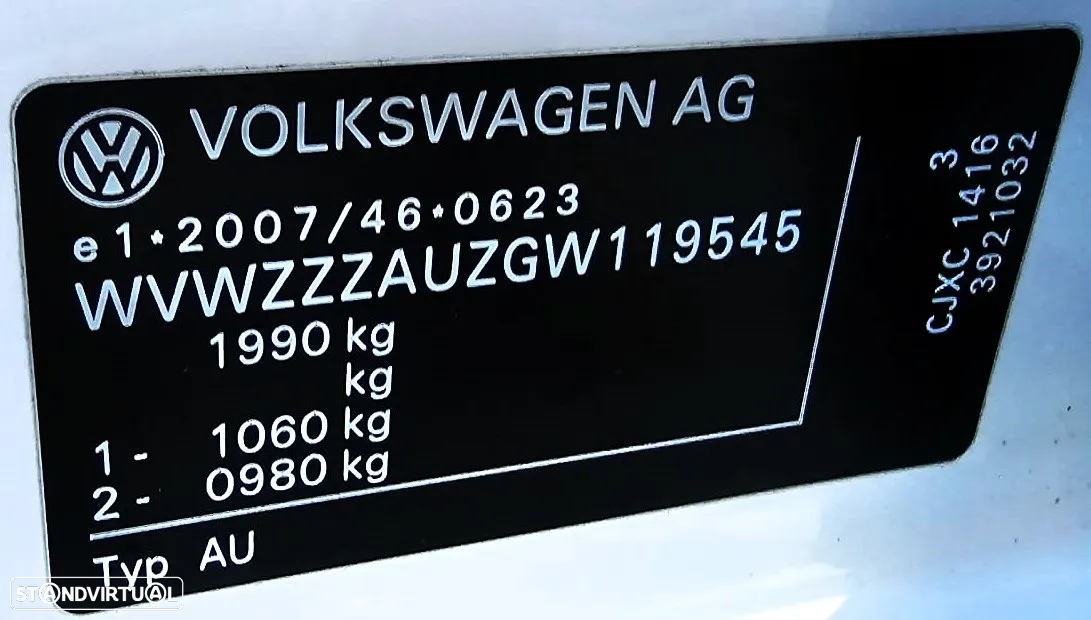 VOLKSWAGEN AG
e1*2007/46*0623
WVWZZZAUZGW119545
1990 kg
kg
1- 1060 kg
2- 0980 kg
Typ AU
3
CJXC 1416
3921032
STANDVIRTUAL